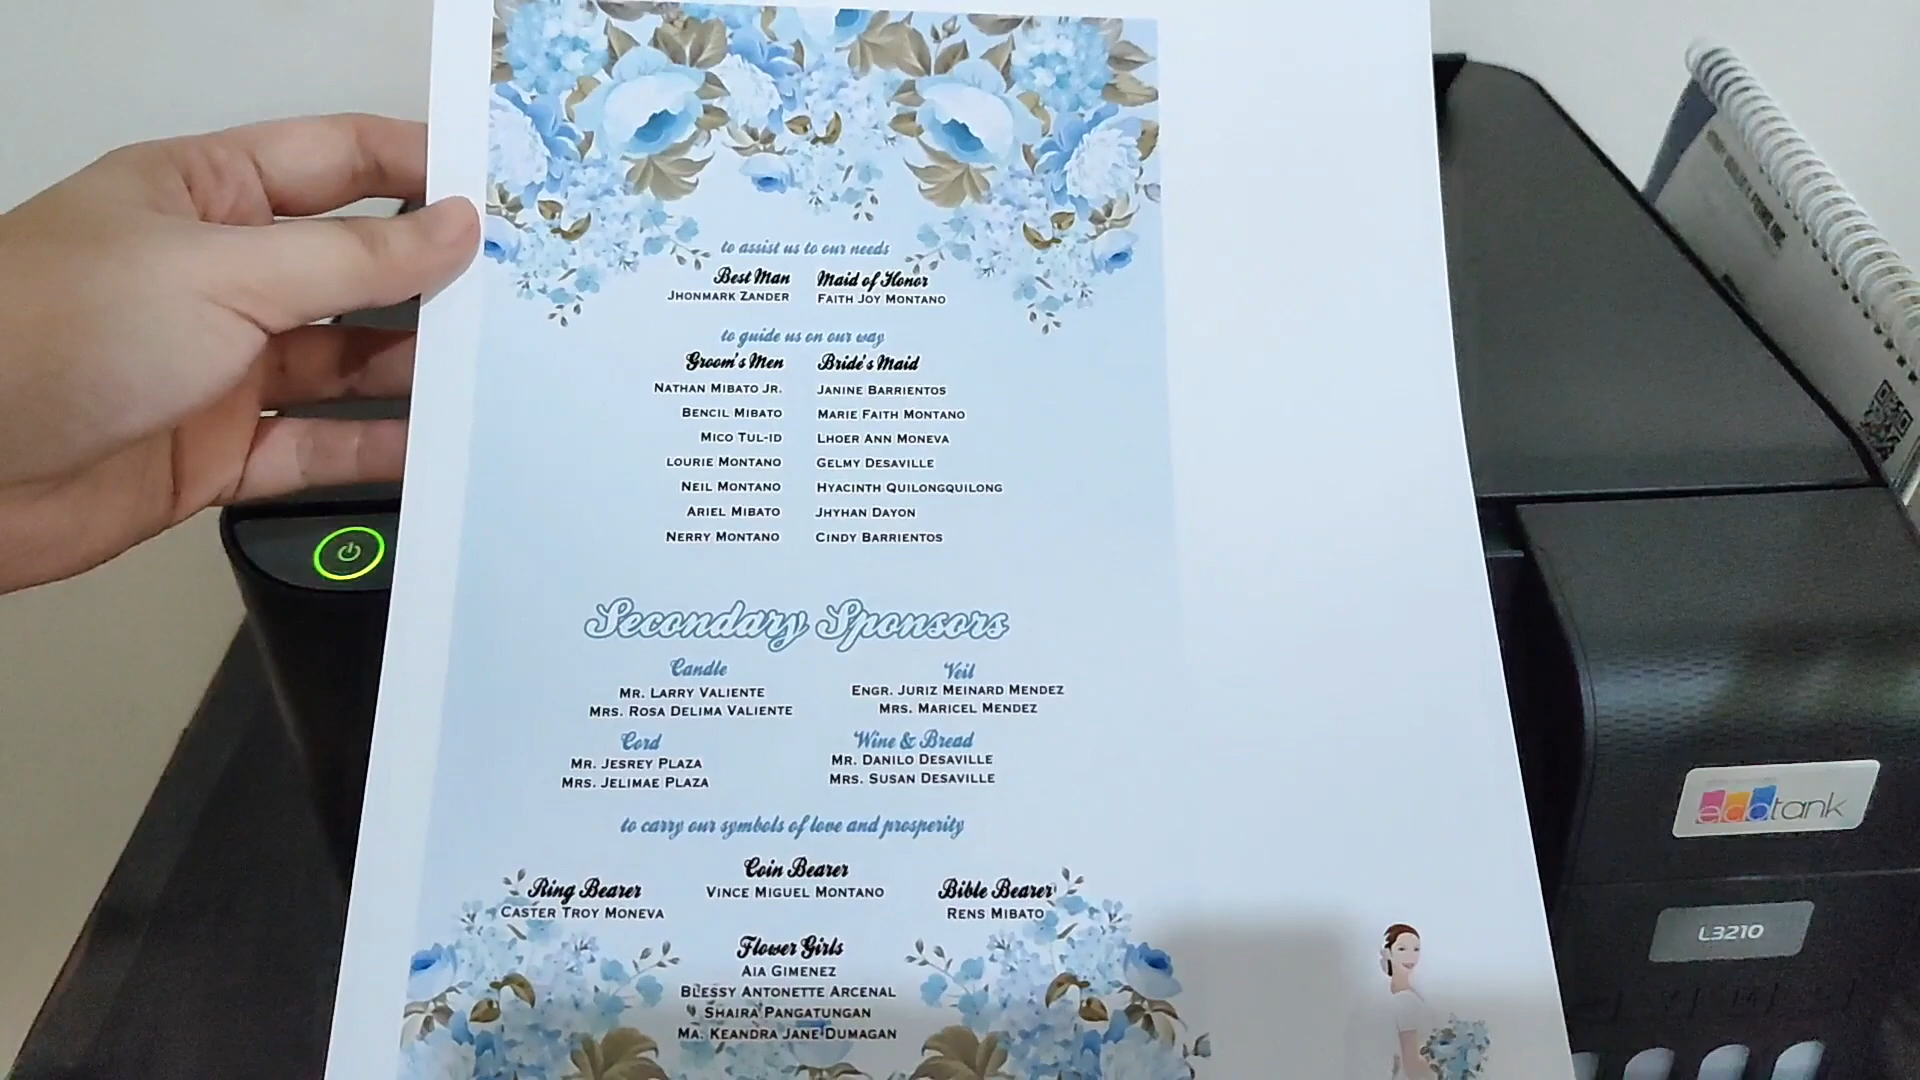 to assist us to our needs
Best Man Maid of Honor
Jhonmark Zander Faith Joy Montano
to guide us on our way
Groom's Men Bride's Maid
Nathan Mibato Jr. Janine Barrientos
Bencil Mibato Marie Faith Montano
Mico Tul-id Lhoer Ann Moneva
Lourie Montano Gelmy Desaville
Neil Montano Hyacinth Quilongquilong
Ariel Mibato Jhyhan Dayon
Nerry Montano Cindy Barrientos
Secondary Sponsors
Candle Veil
Mr. Larry Valiente Engr. Juriz Meinard Mendez
Mrs. Rosa Delima Valiente Mrs. Maricel Mendez
Cord Wine & Bread
Mr. Jesrey Plaza Mr. Danilo Desaville
Mrs. Jelimae Plaza Mrs. Susan Desaville
to carry our symbols of love and prosperity
Coin Bearer
Vince Miguel Montano
Ring Bearer Bible Bearer
Caster Troy Moneva Rens Mibato
Flower Girls
Aia Gimenez
Blessy Antonette Arcenal
Shaira Pangatungan
Ma. Keandra Jane Dumagan
ecotank
L3210